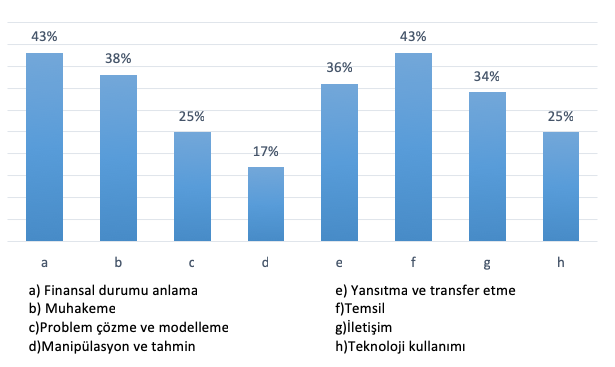 43%
38%
25%
17%
36%
43%
34%
25%
a b c d e f g h
a) Finansal durumu anlama
b) Muhakeme
c)Problem çözme ve modelleme
d)Manipülasyon ve tahmin
e) Yansıtma ve transfer etme
f)Temsil
g)İletişim
h)Teknoloji kullanımı